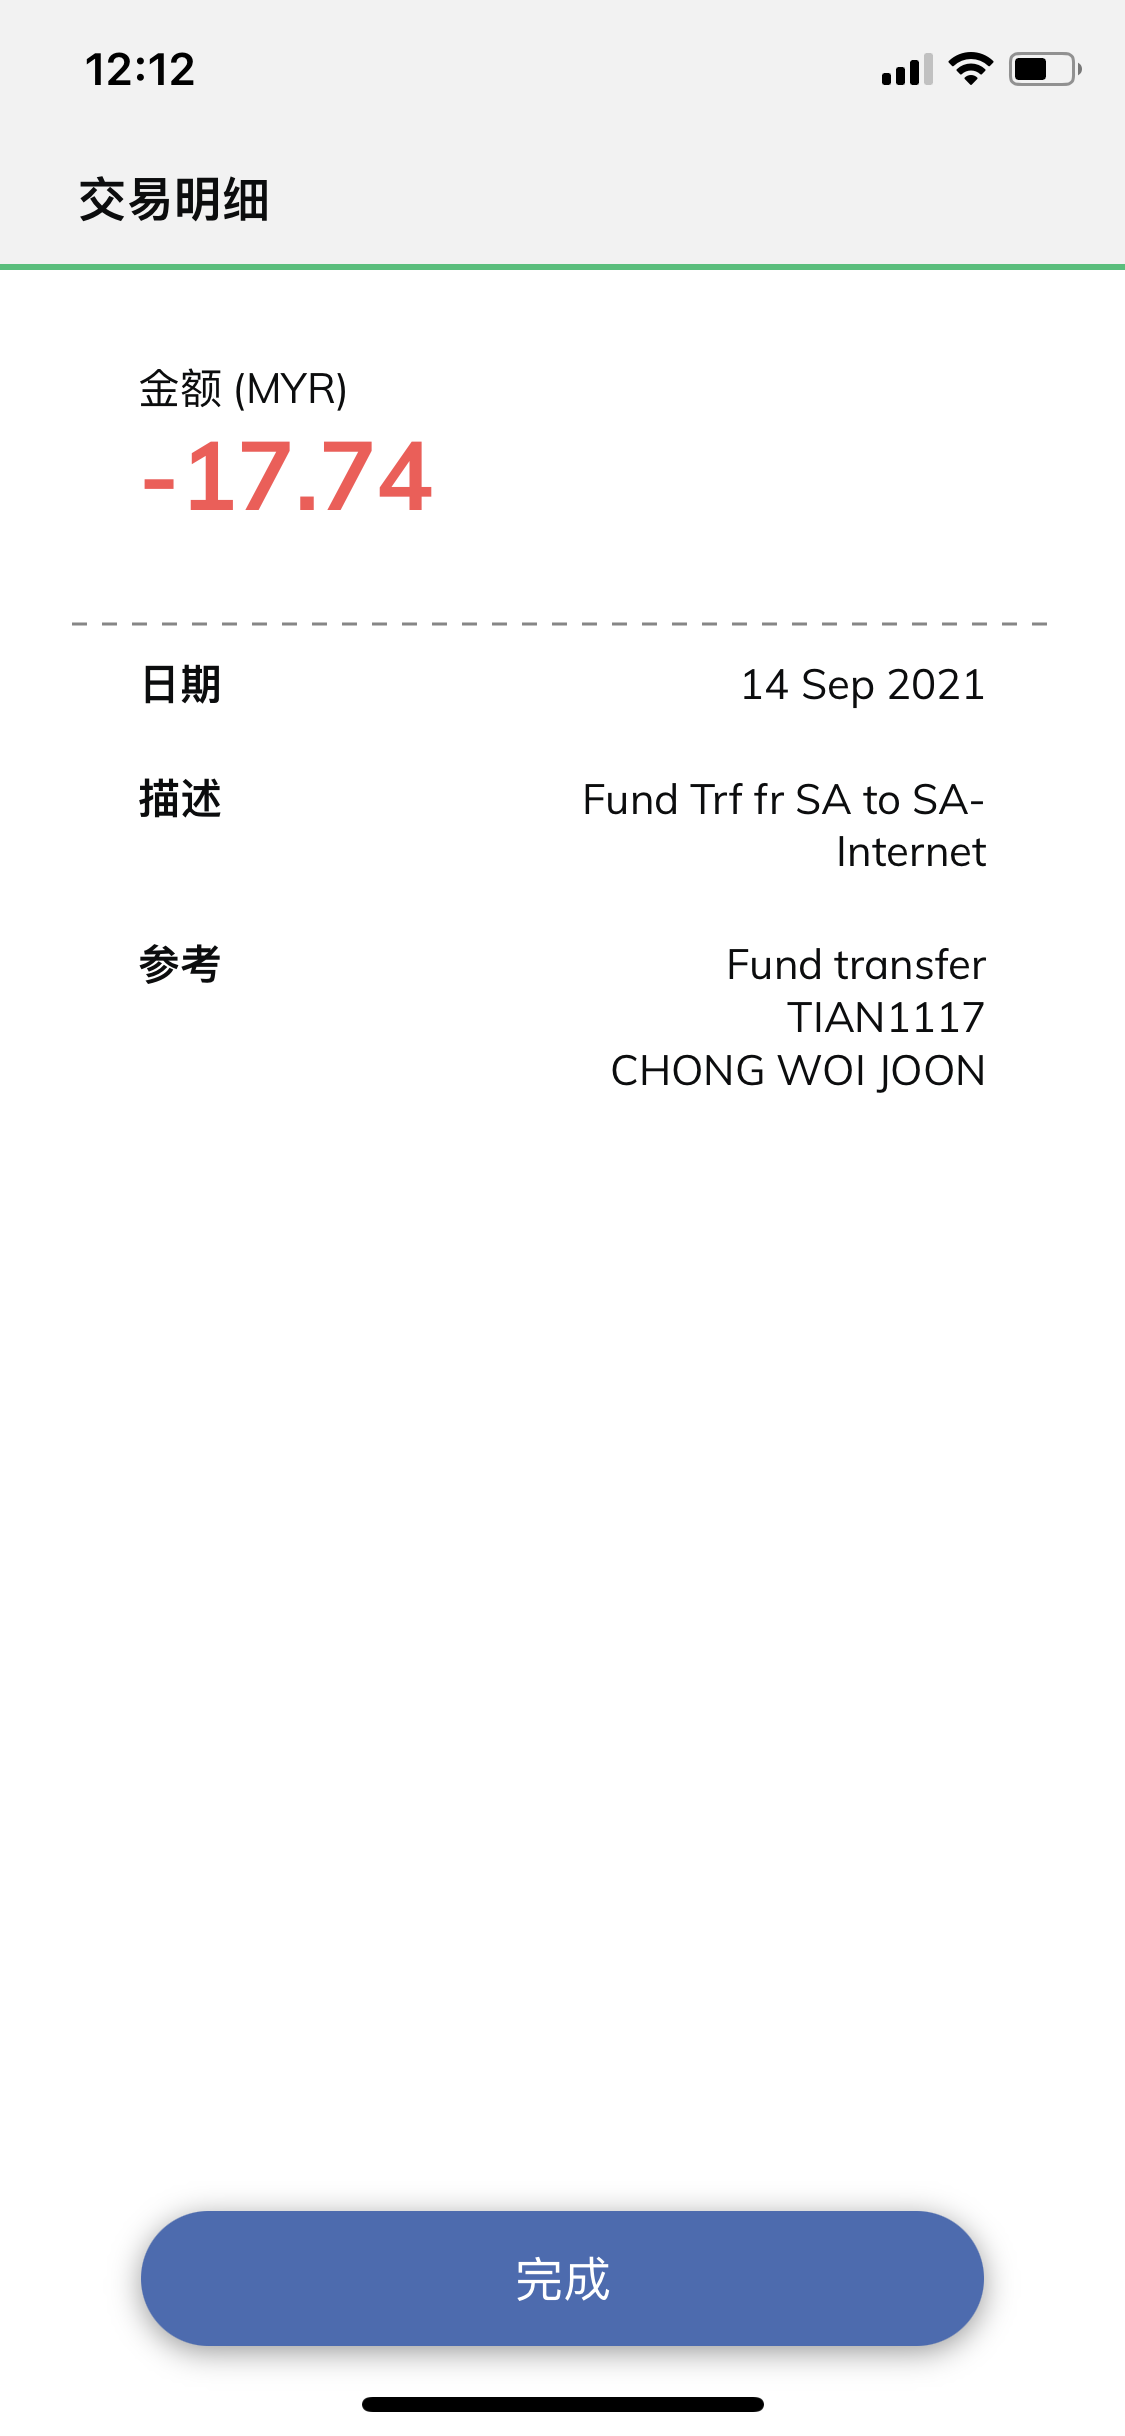 12:12
交易明细
金额 (MYR)
-17.74
日期
14 Sep 2021
描述
Fund Trf fr SA to SA-
Internet
参考
Fund transfer
TIAN1117
CHONG WOI JOON
完成